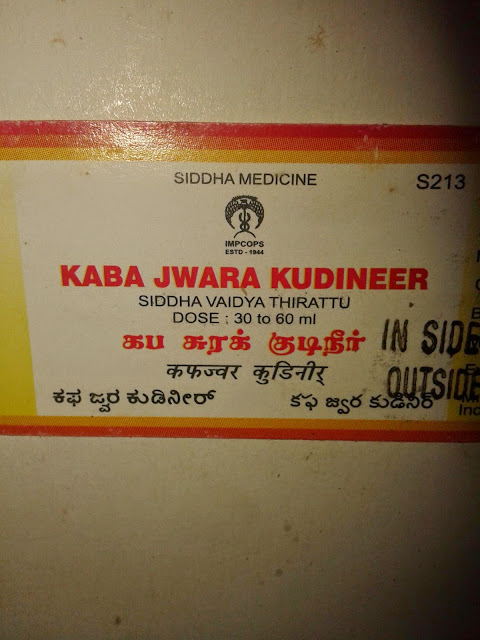 SIDDHA MEDICINE
S213
IMPCOPS
ESTD - 1944
KABA JWARA KUDINEER
SIDDHA VAIDYA THIRATTU
DOSE : 30 to 60 ml
கப சுரக் குடிநீர்
IN SIDE
कफज्वर कुडिनीर्
OUTSIDE
കഫ ജ്വര കുഡിനീര്‍
ಕಫ ಜ್ವರ ಕುಡಿನಿರ್